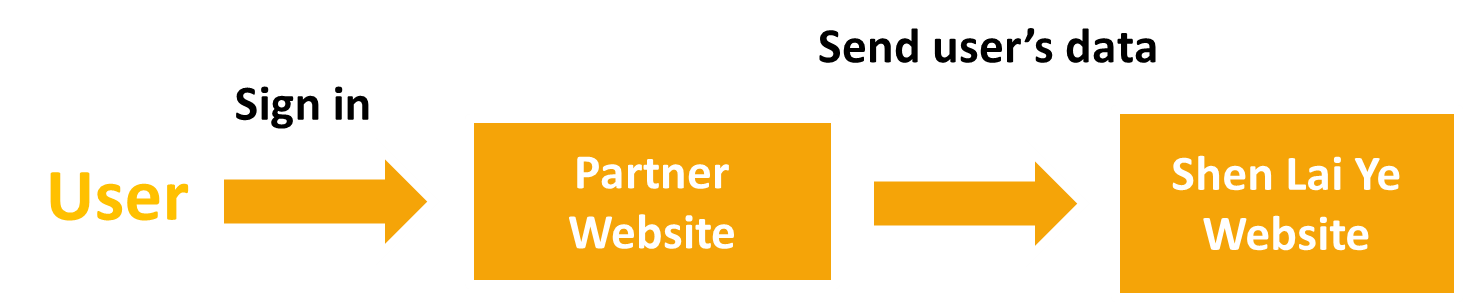 Send user’s data
Sign in
User
Partner
Website
Shen Lai Ye
Website